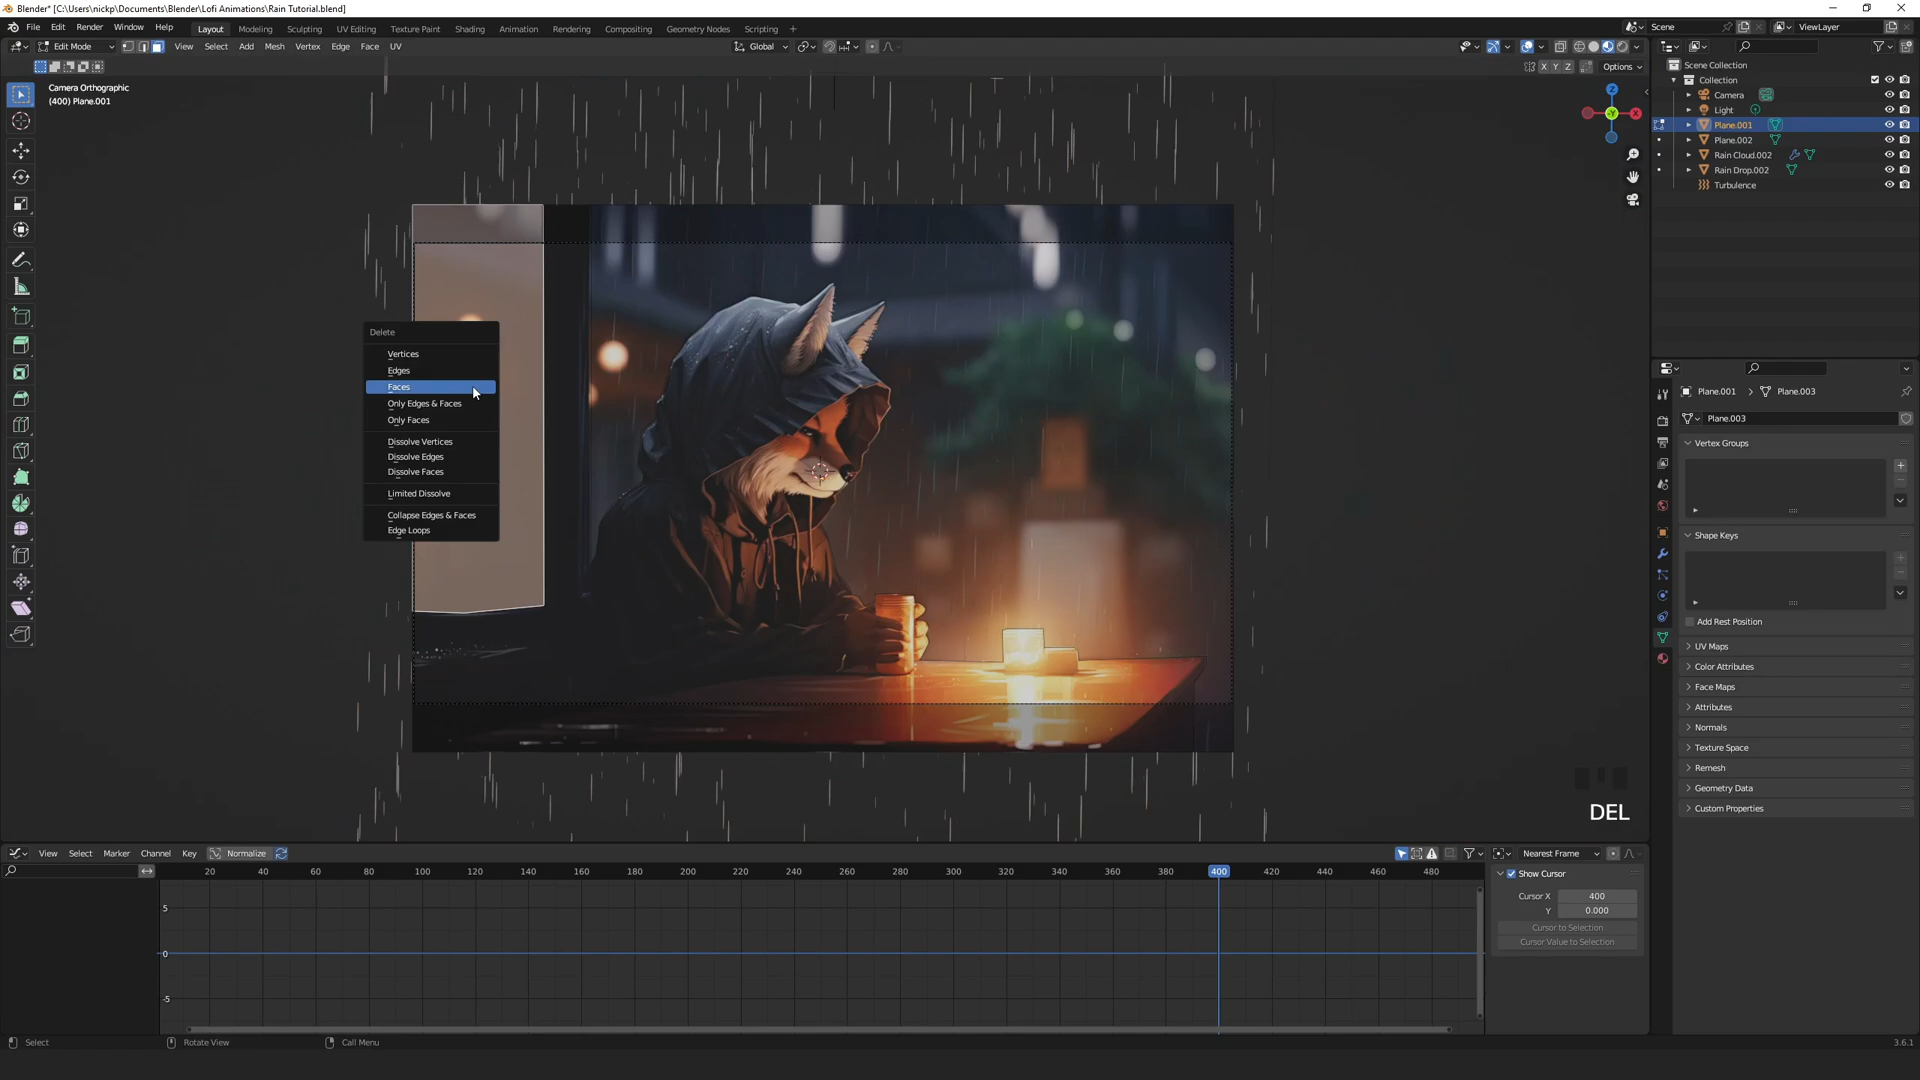 Blender* [C:\Users\nickp\Documents\Blender\Lofi Animations\Rain Tutorial.blend]
File Edit Render Window Help Layout Modeling Sculpting UV Editing Texture Paint Shading Animation Rendering Compositing Geometry Nodes Scripting + Scene ViewLayer
Edit Mode View Select Add Mesh Vertex Edge Face UV Global
X Y Z Options
Scene Collection
Collection
Camera
Light
Plane.001
Plane.002
Rain Cloud.002
Rain Drop.002
Turbulence
Camera Orthographic
(400) Plane.001
Z
Y
X
Delete
Vertices
Edges
Faces
Only Edges & Faces
Only Faces
Dissolve Vertices
Dissolve Edges
Dissolve Faces
Limited Dissolve
Collapse Edges & Faces
Edge Loops
DEL
Plane.001 > Plane.003
Plane.003
Vertex Groups
Shape Keys
Add Rest Position
UV Maps
Color Attributes
Face Maps
Attributes
Normals
Texture Space
Remesh
Geometry Data
Custom Properties
View Select Marker Channel Key Normalize Nearest Frame
20 40 60 80 100 120 140 160 180 200 220 240 260 280 300 320 340 360 380 400 420 440 460 480
5
0
-5
Show Cursor
Cursor X 400
Y 0.000
Cursor to Selection
Cursor Value to Selection
Select Rotate View Call Menu 3.6.1